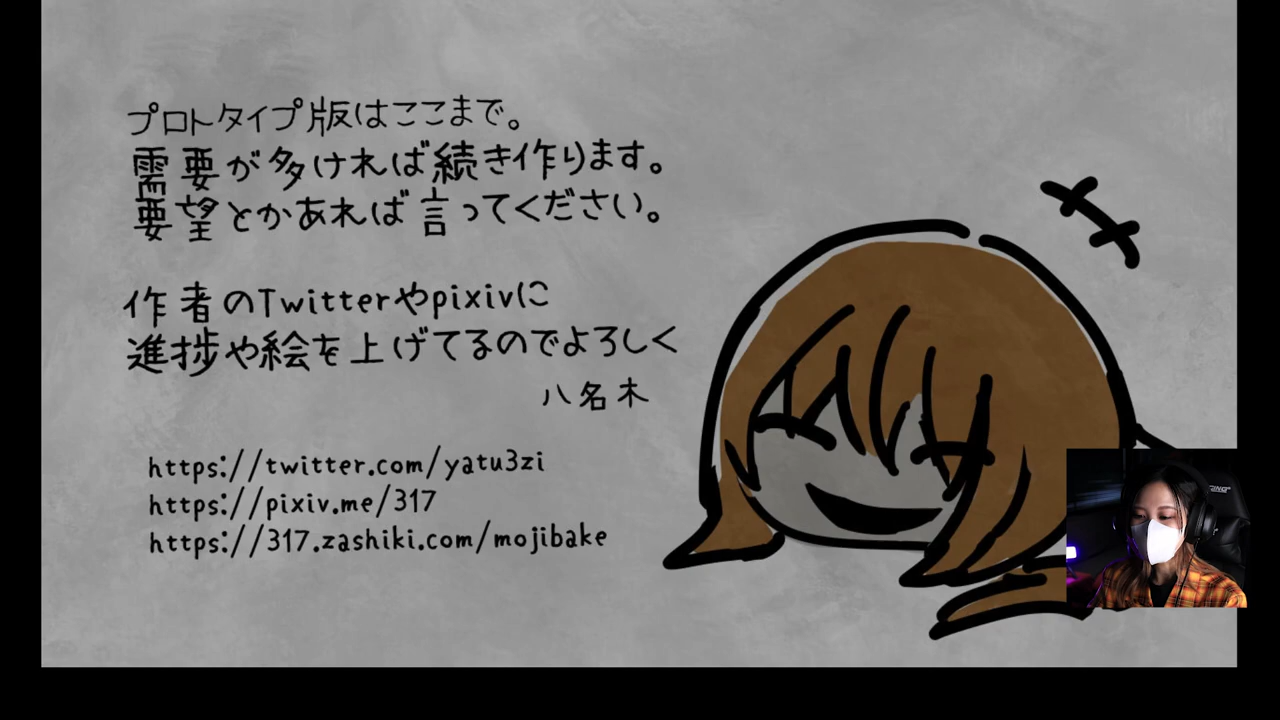 プロトタイプ版はここまで。
需要が多ければ続き作ります。
要望とかあれば言ってください。
作者のTwitterやpixivに
進捗や絵を上げてるのでよろしく
八名木
https://twitter.com/yatu3zi
https://pixiv.me/317
https://317.zashiki.com/mojibake